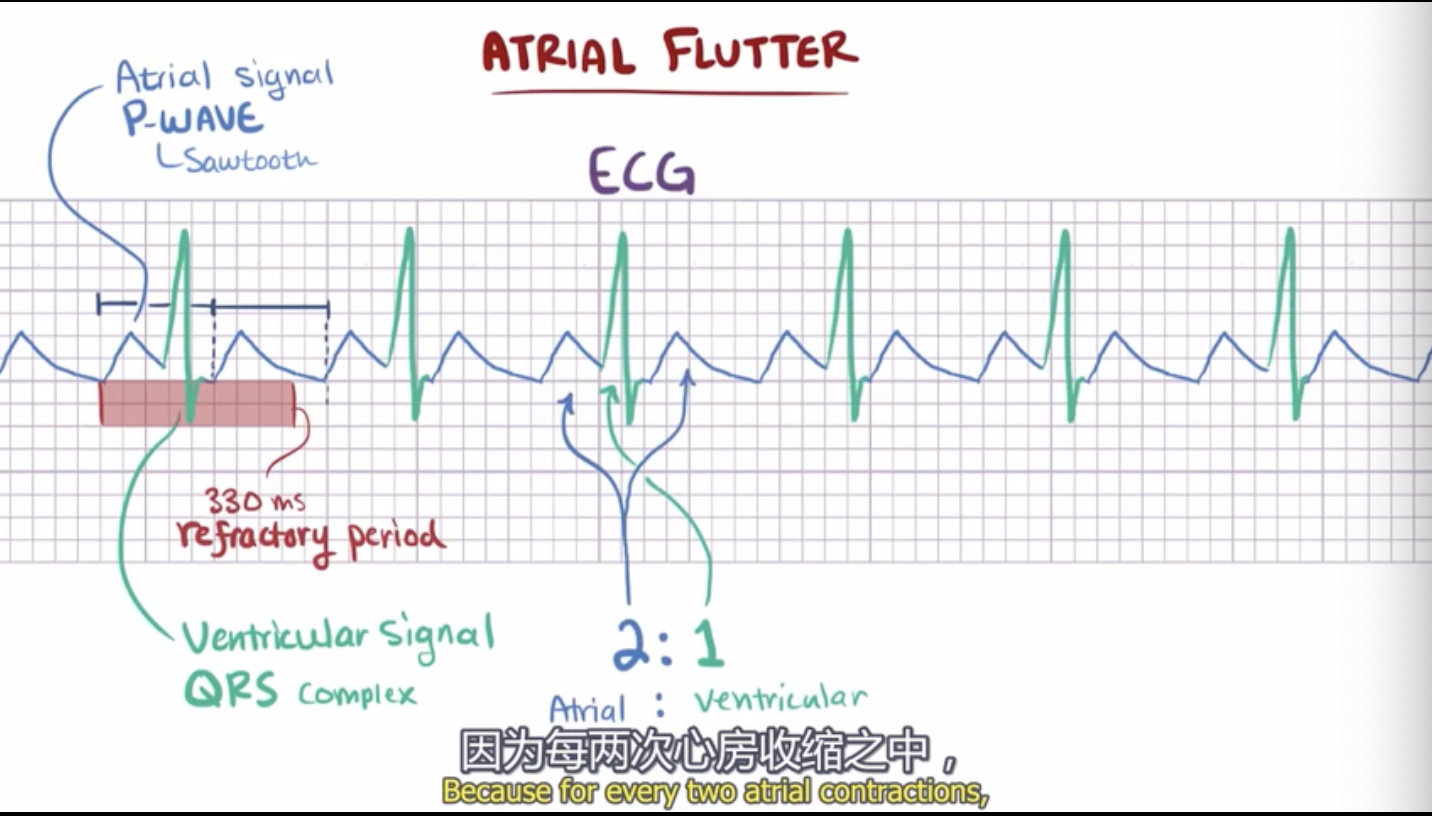 ATRIAL FLUTTER
Atrial signal
P-WAVE
Sawtooth
ECG
330 ms
refractory period
Ventricular Signal
QRS complex
2:1
Atrial : Ventricular
因为每两次心房收缩之中，
Because for every two atrial contractions,